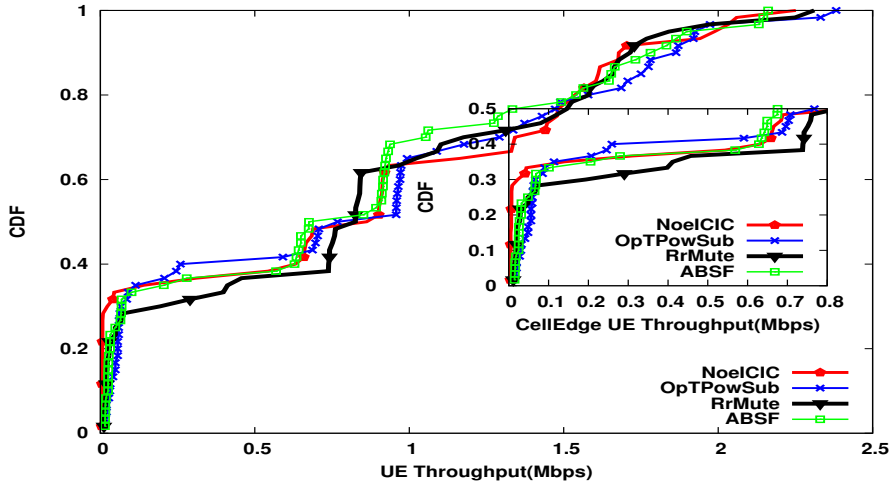 1
0.8
0.6
0.4
0.2
0
CDF
0
0.5
1
1.5
2
2.5
UE Throughput(Mbps)
0.5
0.4
0.3
0.2
0.1
0
CDF
0
0.1
0.2
0.3
0.4
0.5
0.6
0.7
0.8
CellEdge UE Throughput(Mbps)
NoeICIC
OpTPowSub
RrMute
ABSF
NoeICIC
OpTPowSub
RrMute
ABSF